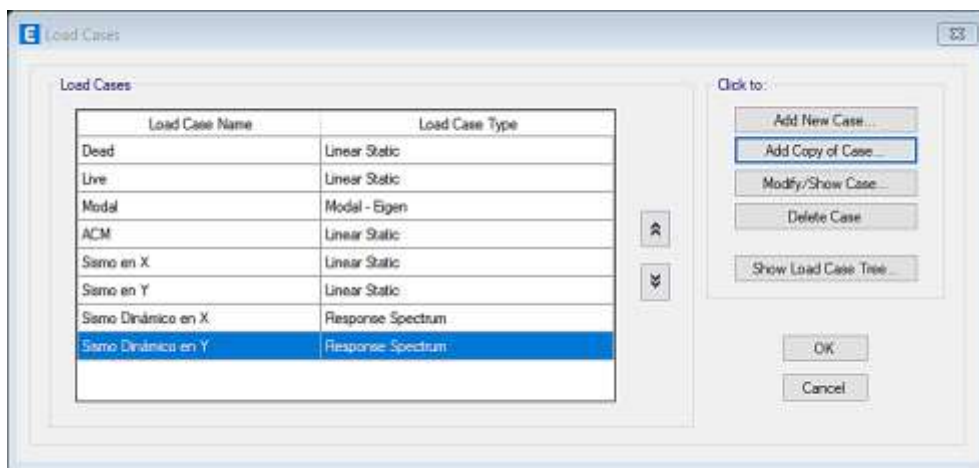 E Load Cases
Load Cases
Click to:
Load Case Name Load Case Type
Dead Linear Static
Live Linear Static
Modal Modal - Eigen
ACM Linear Static
Sismo en X Linear Static
Sismo en Y Linear Static
Sismo Dinámico en X Response Spectrum
Sismo Dinámico en Y Response Spectrum
Add New Case...
Add Copy of Case...
Modify/Show Case...
Delete Case
Show Load Case Tree...
OK
Cancel